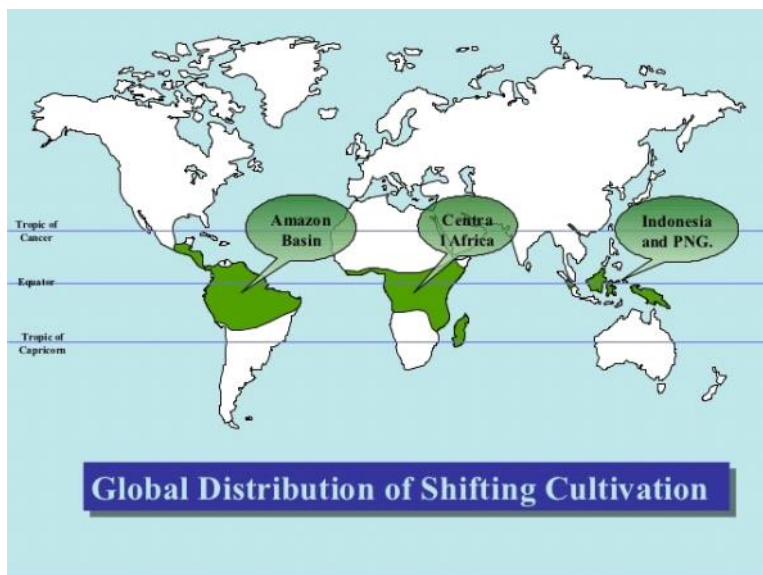 Amazon
Basin
Centra
l Africa
Indonesia
and PNG.
Tropic of
Cancer
Equator
Tropic of
Capricorn
Global Distribution of Shifting Cultivation